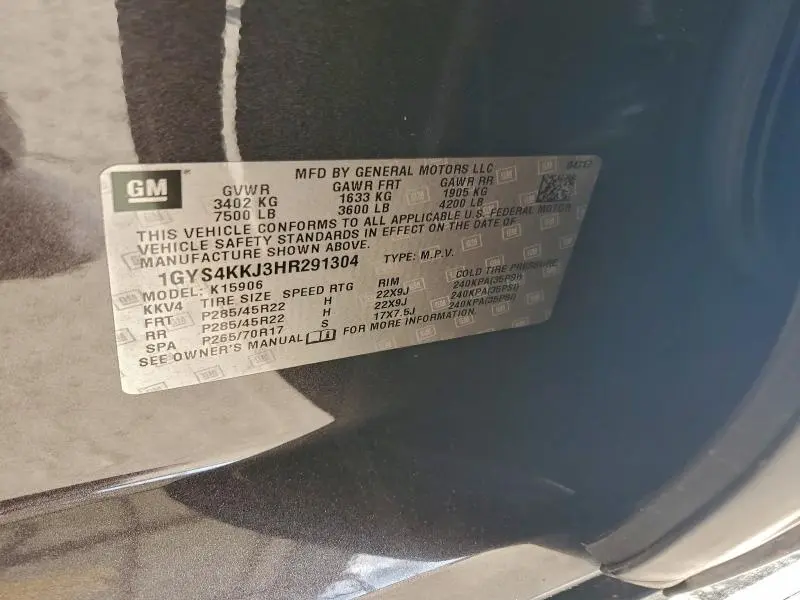 GM
MFD BY GENERAL MOTORS LLC
04/17
GVWR GAWR FRT GAWR RR
3402 KG 1633 KG 1905 KG
7500 LB 3600 LB 4200 LB
THIS VEHICLE CONFORMS TO ALL APPLICABLE U.S. FEDERAL MOTOR
VEHICLE SAFETY STANDARDS IN EFFECT ON THE DATE OF
MANUFACTURE SHOWN ABOVE.
1GYS4KKJ3HR291304 TYPE: M.P.V.
MODEL: K15906
KKV4 TIRE SIZE SPEED RTG RIM COLD TIRE PRESSURE
FRT P285/45R22 H 22X9J 240KPA(35PSI)
RR P285/45R22 H 22X9J 240KPA(35PSI)
SPA P265/70R17 S 17X7.5J 240KPA(35PSI)
SEE OWNER'S MANUAL FOR MORE INFORMATION.